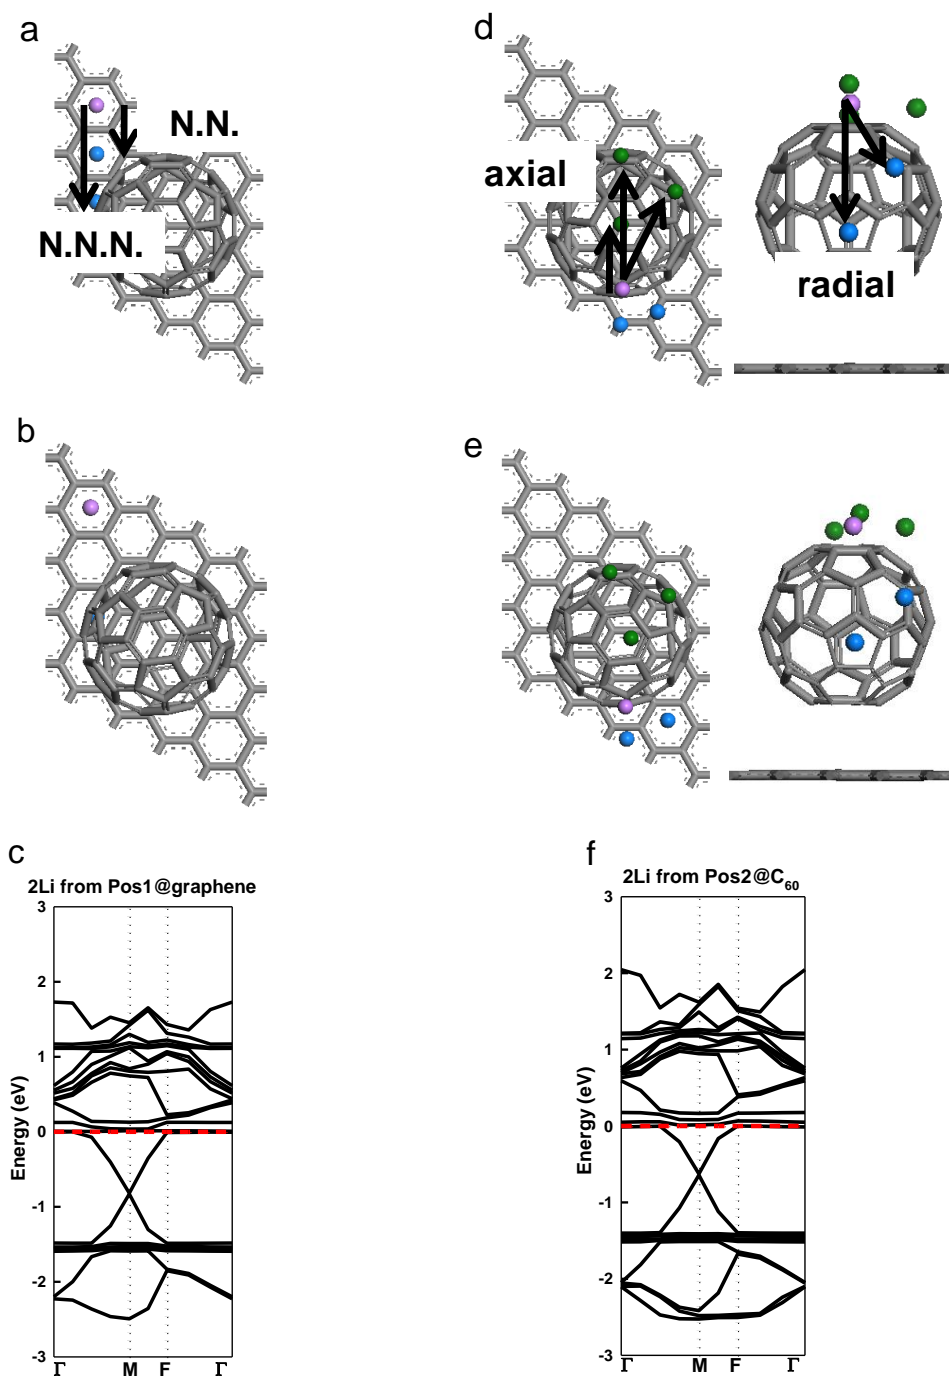 a
N.N.
N.N.N.
d
axial
radial
b
e
c
2Li from Pos1@graphene
3
2
1
0
-1
-2
-3
Energy (eV)
Γ M F Γ
f
2Li from Pos2@C₆₀
3
2
1
0
-1
-2
-3
Energy (eV)
Γ M F Γ